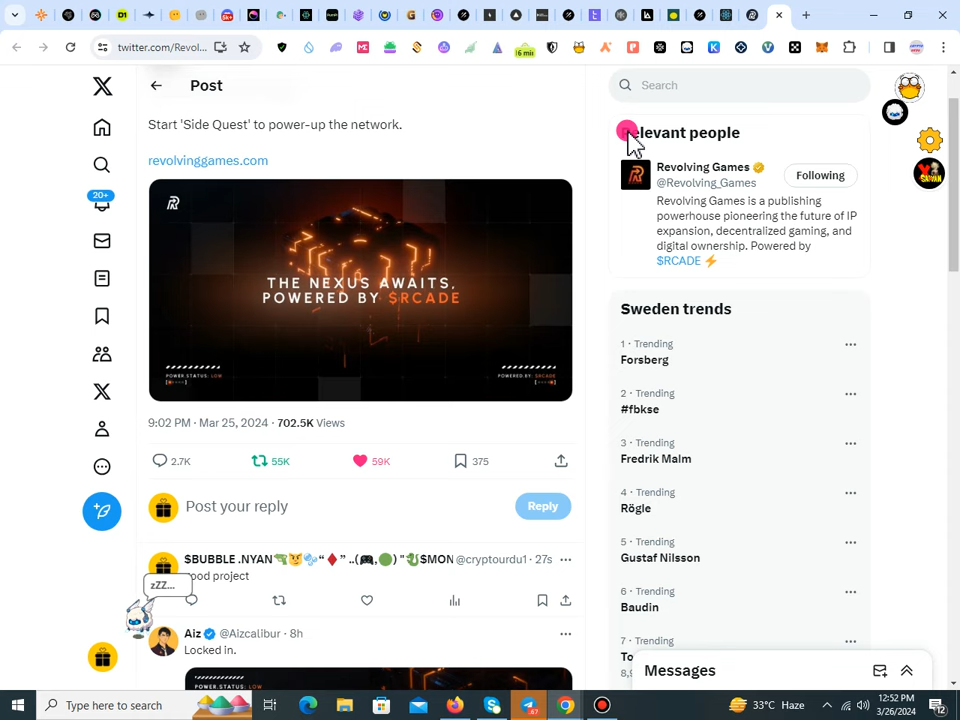 twitter.com/Revol...
6 mis
Post
Search
Start 'Side Quest' to power-up the network.
revolvinggames.com
THE NEXUS AWAITS.
POWERED BY $RCADE
POWER STATUS: LOW
POWERED BY: $RCADE
9:02 PM · Mar 25, 2024 · 702.5K Views
2.7K
55K
59K
375
Post your reply
Reply
$BUBBLE .NYAN🔫😼💦“♦️” ..(🎮,🟢) "🐉$MON @cryptourdu1 · 27s
good project
zZZ...
Aiz @Aizcalibur · 8h
Locked in.
POWER STATUS: LOW
20+
Relevant people
Revolving Games
@Revolving_Games
Following
Revolving Games is a publishing
powerhouse pioneering the future of IP
expansion, decentralized gaming, and
digital ownership. Powered by
$RCADE ⚡
Sweden trends
1 · Trending
Forsberg
2 · Trending
#fbkse
3 · Trending
Fredrik Malm
4 · Trending
Rögle
5 · Trending
Gustaf Nilsson
6 · Trending
Baudin
7 · Trending
Messages
Type here to search
67
33°C Haze
12:52 PM
3/26/2024
12